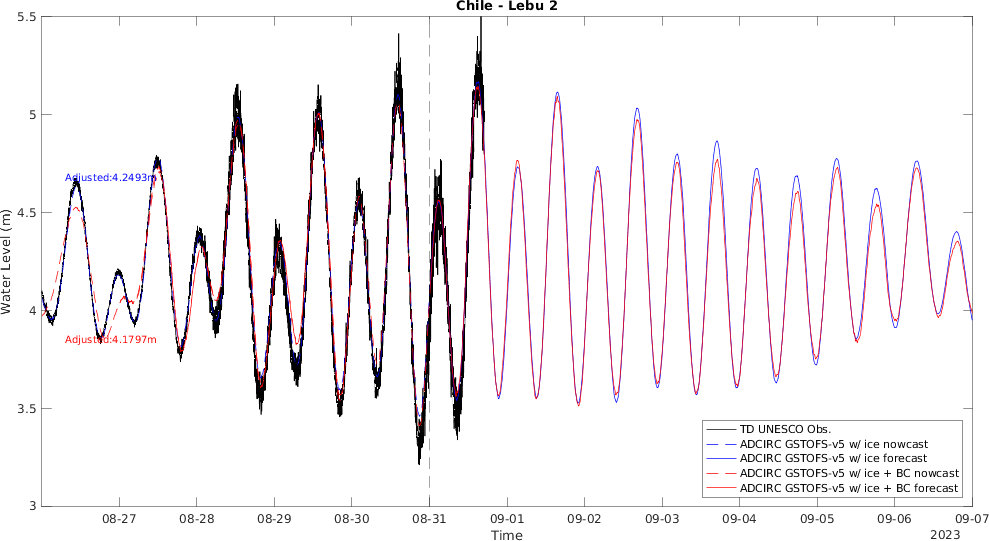 Chile - Lebu 2
5.5
5
4.5
4
3.5
3
Water Level (m)
Adjusted:4.2493m
Adjusted:4.1797m
TD UNESCO Obs.
ADCIRC GSTOFS-v5 w/ ice nowcast
ADCIRC GSTOFS-v5 w/ ice forecast
ADCIRC GSTOFS-v5 w/ ice + BC nowcast
ADCIRC GSTOFS-v5 w/ ice + BC forecast
08-27 08-28 08-29 08-30 08-31 09-01 09-02 09-03 09-04 09-05 09-06 09-07
Time
2023